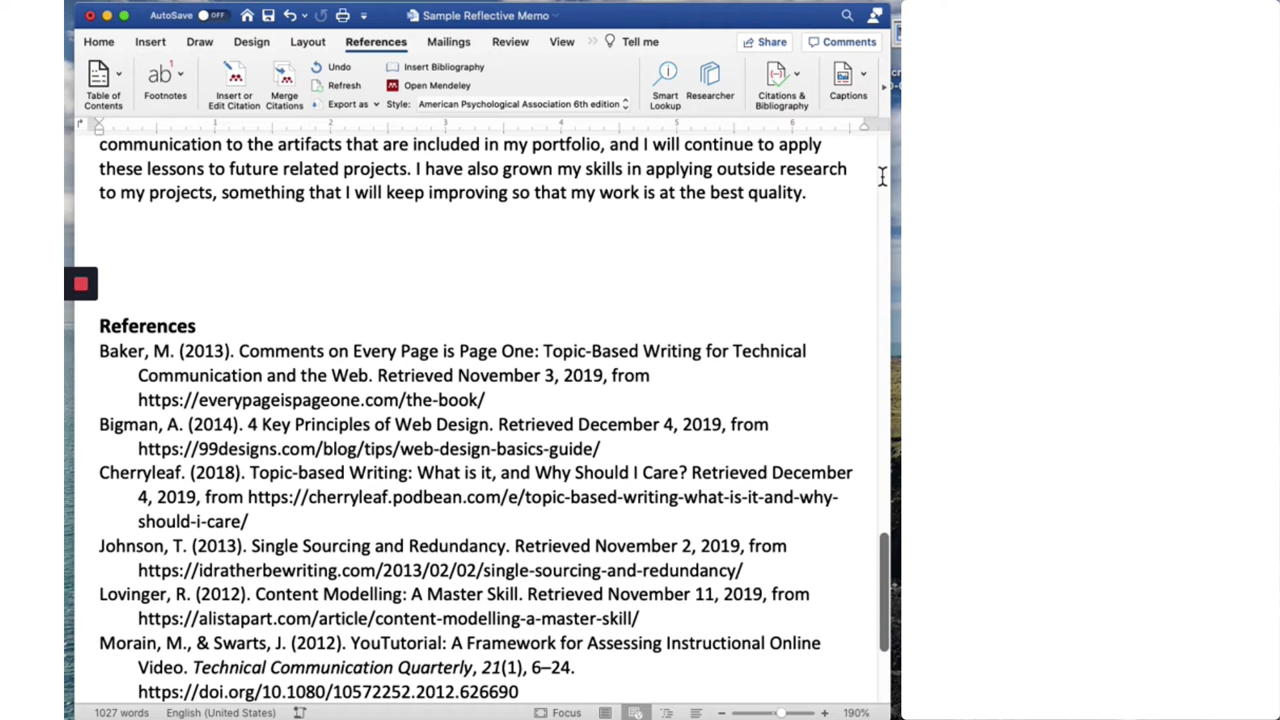 AutoSave OFF Sample Reflective Memo
Home Insert Draw Design Layout References Mailings Review View Tell me Share Comments
Table of Contents
ab¹ Footnotes
Insert or Edit Citation
Merge Citations
Undo
Refresh
Export as
Insert Bibliography
Open Mendeley
Style: American Psychological Association 6th edition
Smart Lookup
Researcher
Citations & Bibliography
Captions
1 2 3 4 5 6
communication to the artifacts that are included in my portfolio, and I will continue to apply
these lessons to future related projects. I have also grown my skills in applying outside research
to my projects, something that I will keep improving so that my work is at the best quality.
References
Baker, M. (2013). Comments on Every Page is Page One: Topic-Based Writing for Technical
Communication and the Web. Retrieved November 3, 2019, from
https://everypageispageone.com/the-book/
Bigman, A. (2014). 4 Key Principles of Web Design. Retrieved December 4, 2019, from
https://99designs.com/blog/tips/web-design-basics-guide/
Cherryleaf. (2018). Topic-based Writing: What is it, and Why Should I Care? Retrieved December
4, 2019, from https://cherryleaf.podbean.com/e/topic-based-writing-what-is-it-and-why-
should-i-care/
Johnson, T. (2013). Single Sourcing and Redundancy. Retrieved November 2, 2019, from
https://idratherbewriting.com/2013/02/02/single-sourcing-and-redundancy/
Lovinger, R. (2012). Content Modelling: A Master Skill. Retrieved November 11, 2019, from
https://alistapart.com/article/content-modelling-a-master-skill/
Morain, M., & Swarts, J. (2012). YouTutorial: A Framework for Assessing Instructional Online
Video. Technical Communication Quarterly, 21(1), 6–24.
https://doi.org/10.1080/10572252.2012.626690
1027 words English (United States) Focus 190%